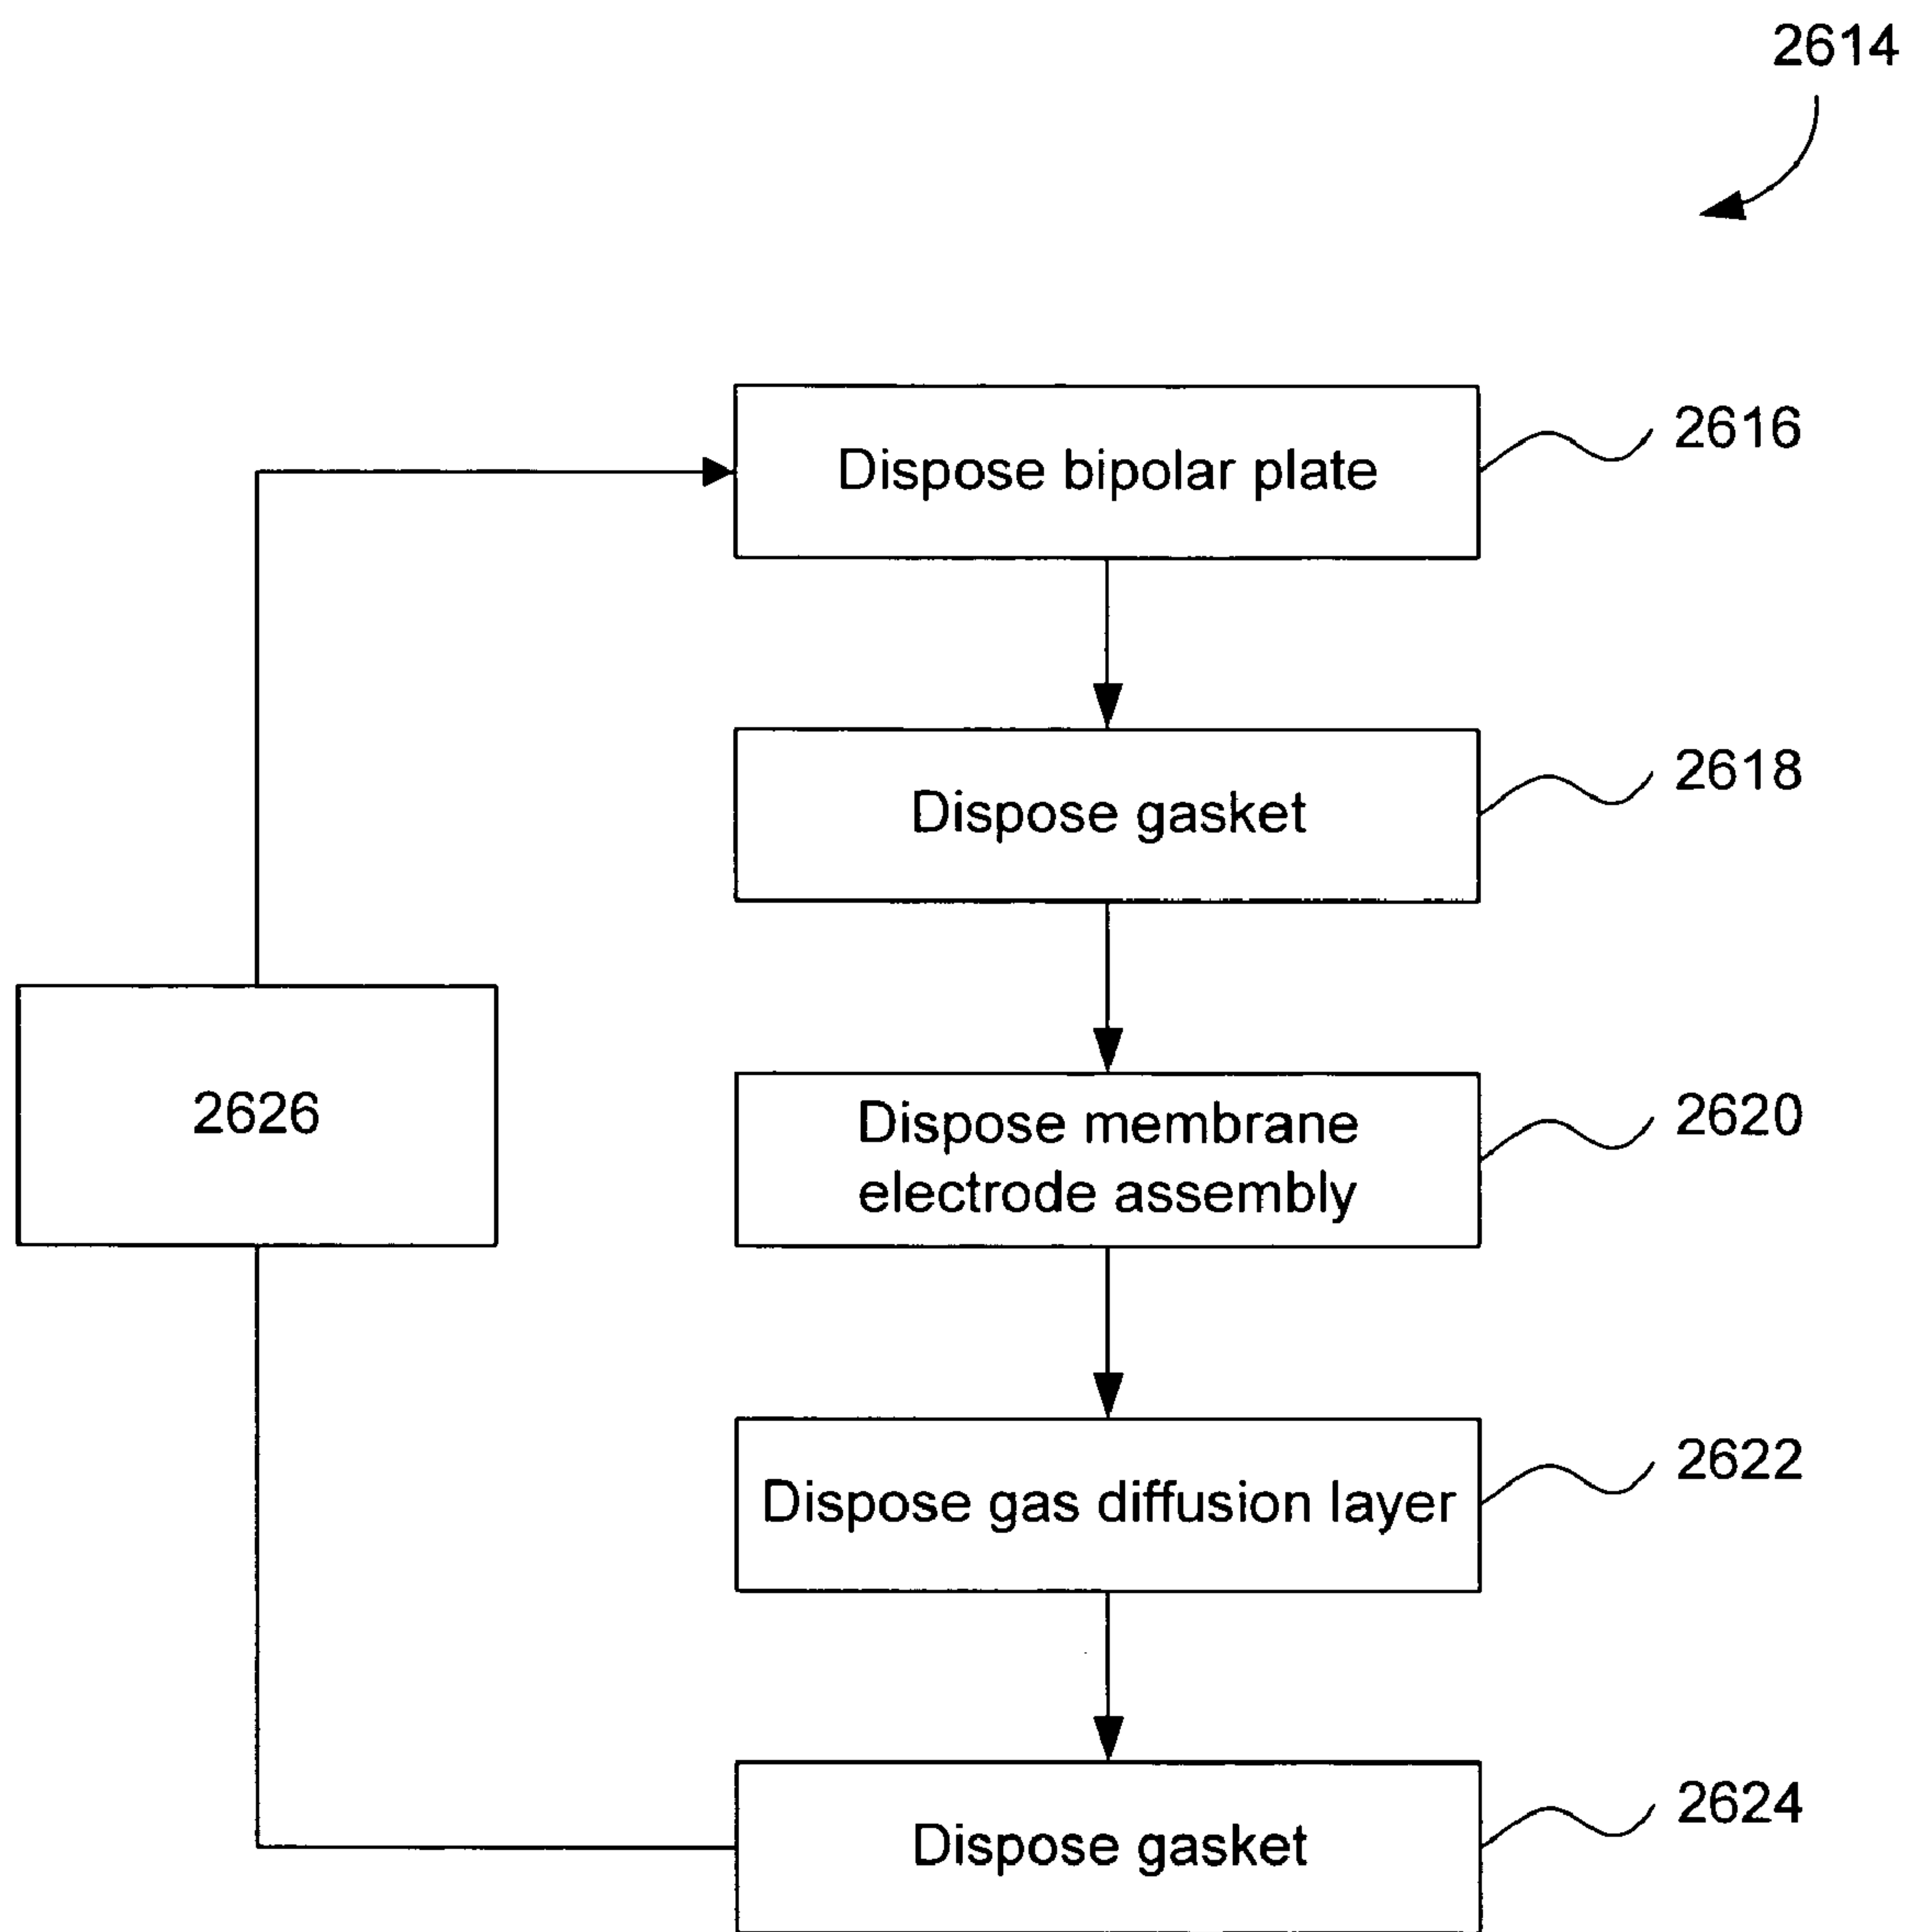 2614
Dispose bipolar plate
2616
Dispose gasket
2618
2626
Dispose membrane
electrode assembly
2620
Dispose gas diffusion layer
2622
Dispose gasket
2624